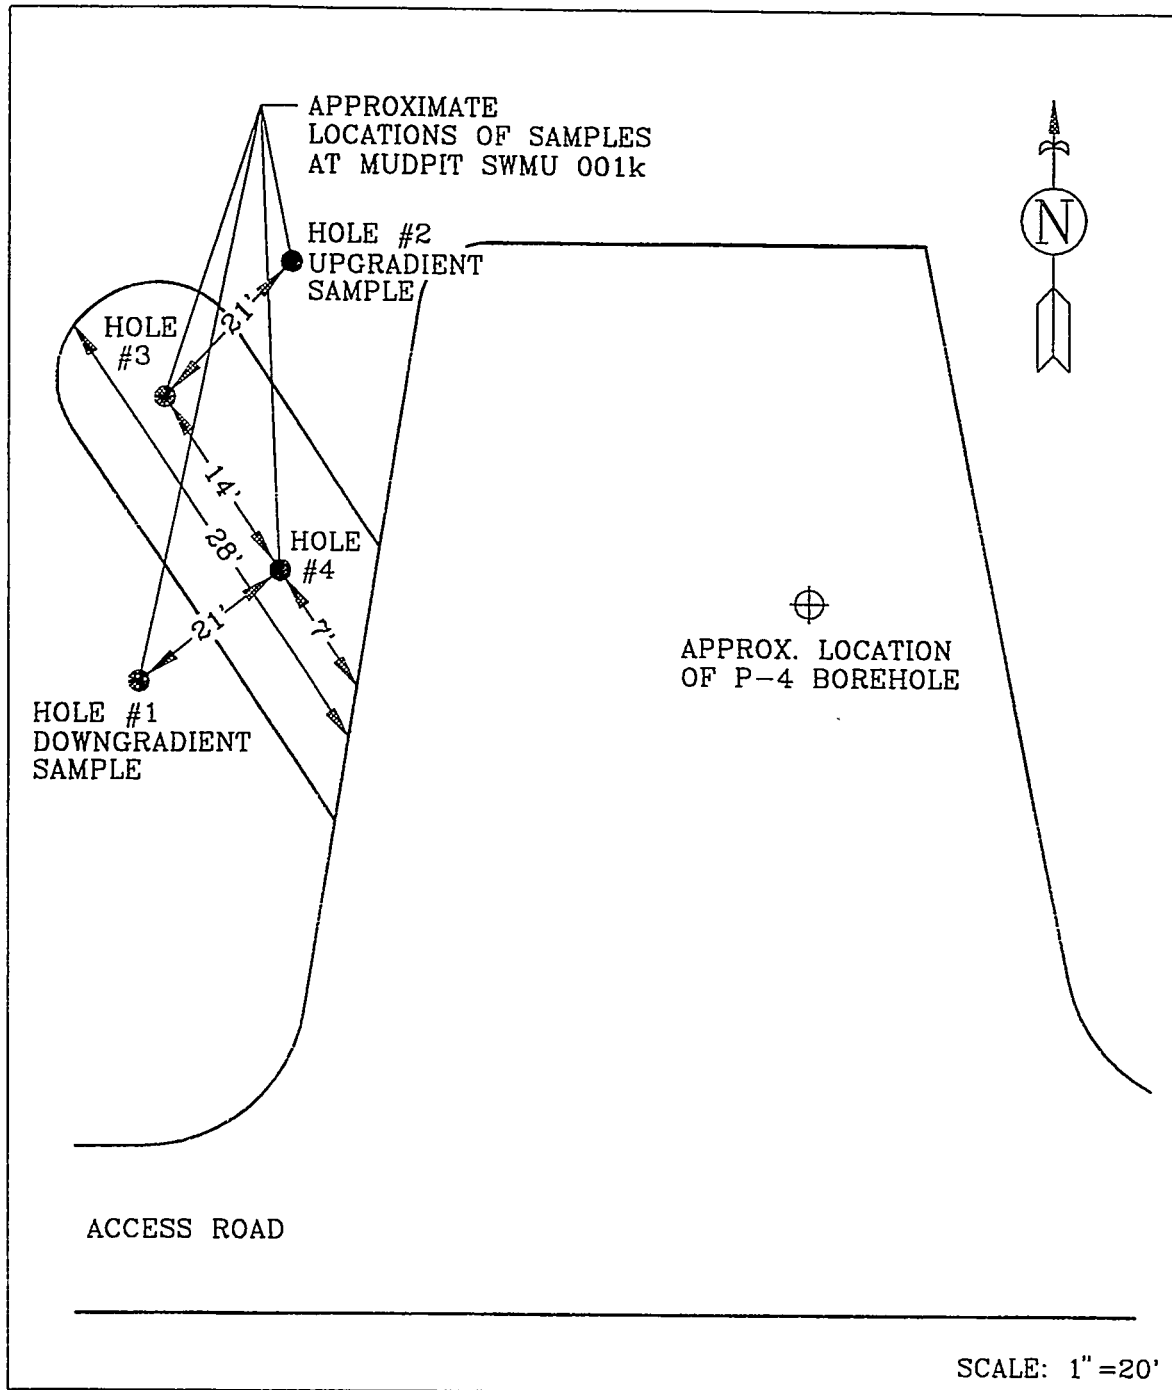 APPROXIMATE
LOCATIONS OF SAMPLES
AT MUDPIT SWMU 001k
N
HOLE #2
UPGRADIENT
SAMPLE
21'
HOLE
#3
14'
28'
HOLE
#4
21'
7'
APPROX. LOCATION
OF P-4 BOREHOLE
HOLE #1
DOWNGRADIENT
SAMPLE
ACCESS ROAD
SCALE: 1"=20'